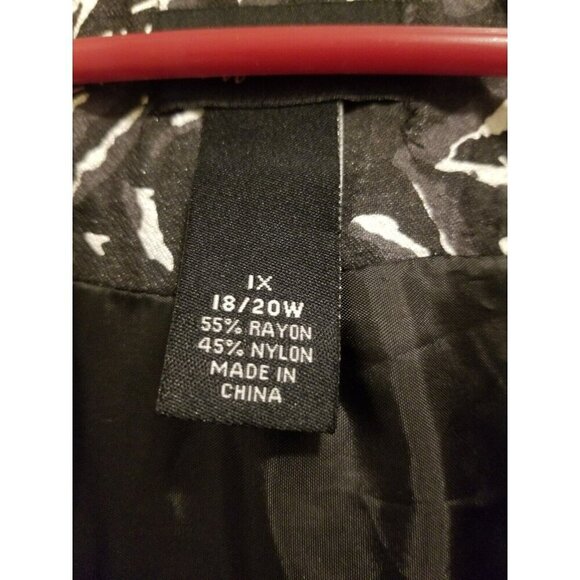 1X
18/20W
55% RAYON
45% NYLON
MADE IN
CHINA